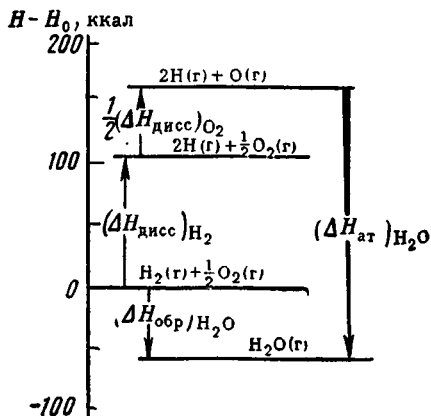 H–H₀, ккал
200
2H(г) + O(г)
½(ΔHдисс)O₂
2H(г) + ½O₂(г)
100
(ΔHдисс)H₂
(ΔHат)H₂O
H₂(г) + ½O₂(г)
0
(ΔHобр/H₂O
H₂O(г)
-100